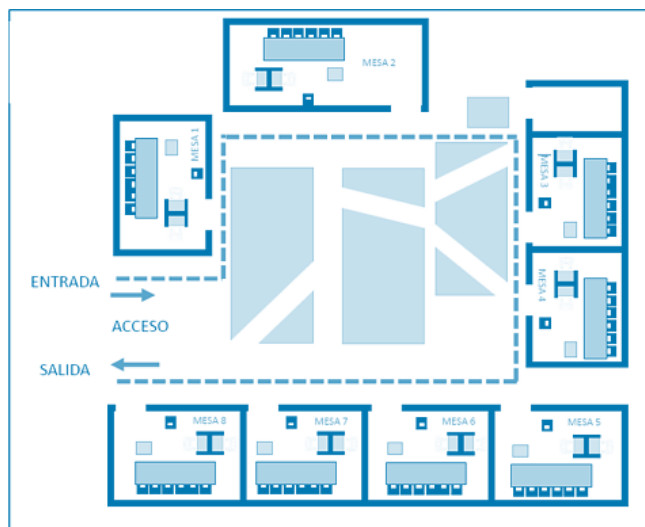 MESA 2
MESA 1
MESA 3
MESA 4
ENTRADA
ACCESO
SALIDA
MESA 8
MESA 7
MESA 6
MESA 5